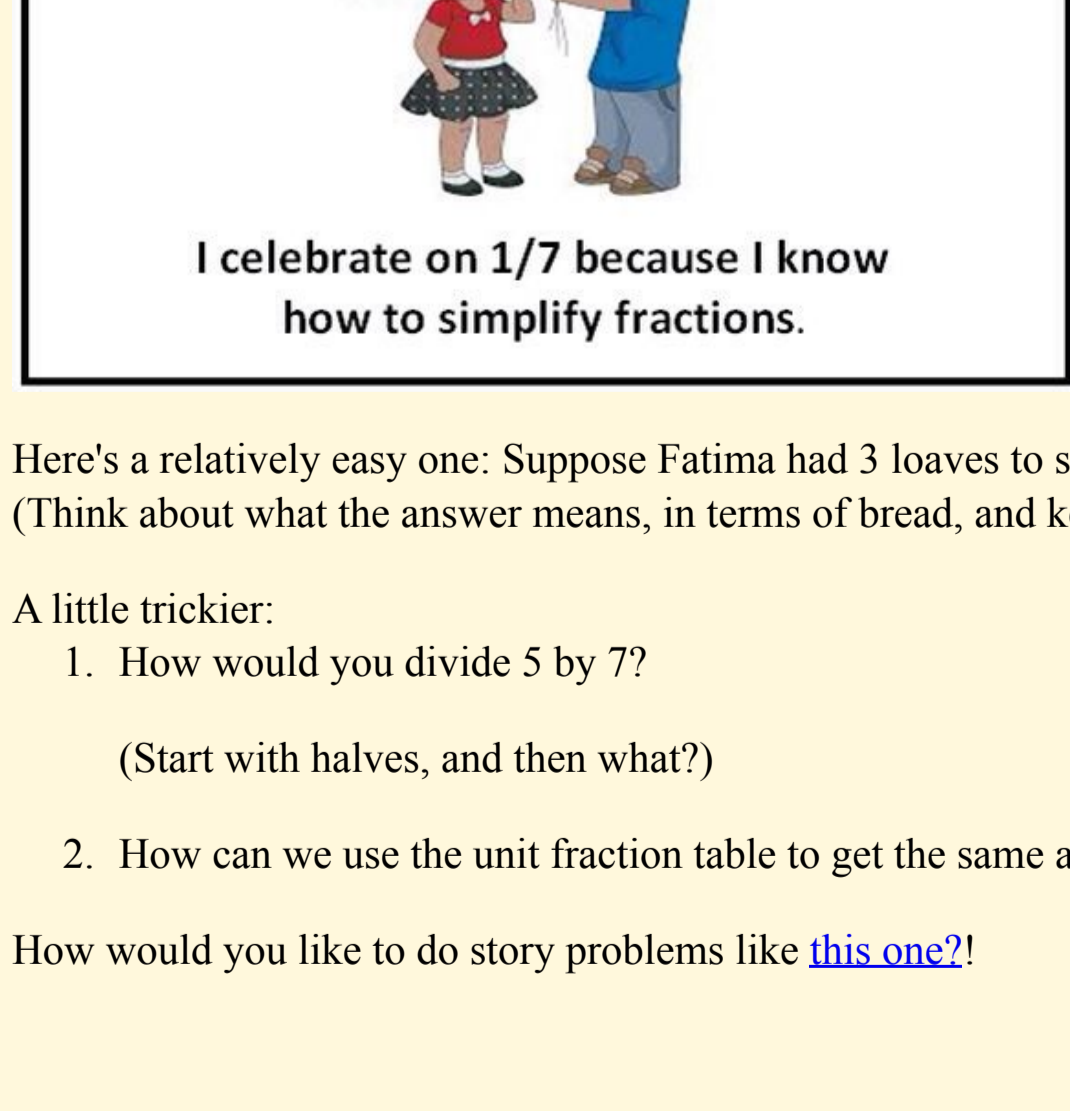 I celebrate on 1/7 because I know
how to simplify fractions.
Here's a relatively easy one: Suppose Fatima had 3 loaves to s
(Think about what the answer means, in terms of bread, and k
A little trickier:
1. How would you divide 5 by 7?
(Start with halves, and then what?)
2. How can we use the unit fraction table to get the same a
How would you like to do story problems like this one?!